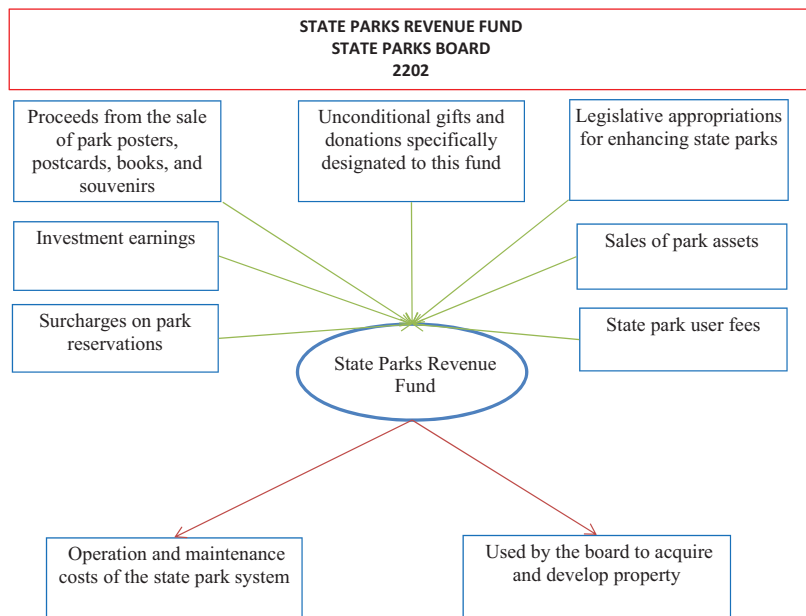 STATE PARKS REVENUE FUND
STATE PARKS BOARD
2202
Proceeds from the sale
of park posters,
postcards, books, and
souvenirs
Unconditional gifts and
donations specifically
designated to this fund
Legislative appropriations
for enhancing state parks
Investment earnings
Sales of park assets
Surcharges on park
reservations
State park user fees
State Parks Revenue
Fund
Operation and maintenance
costs of the state park system
Used by the board to acquire
and develop property